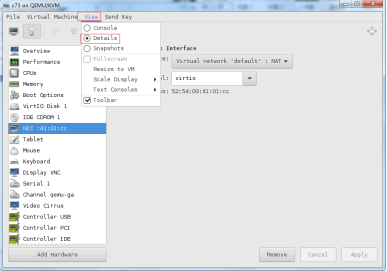 c73 on QEMU/KVM
File Virtual Machine View Send Key
Console
Details
Snapshots
Fullscreen
Resize to VM
Scale Display
Text Consoles
Toolbar
Overview
Performance
CPUs
Memory
Boot Options
VirtIO Disk 1
IDE CDROM 1
NIC :41:01:cc
Tablet
Mouse
Keyboard
Display VNC
Serial 1
Channel qemu-ga
Video Cirrus
Controller USB
Controller PCI
Controller IDE
Interface
Virtual network 'default' : NAT
virtio
52:54:00:41:01:cc
Add Hardware
Remove Cancel Apply